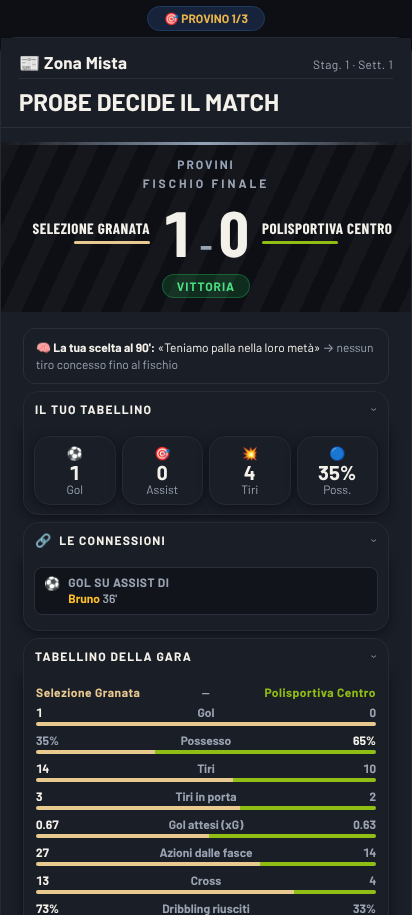 🎯 PROVINO 1/3
📰 Zona Mista
Stag. 1 · Sett. 1
PROBE DECIDE IL MATCH
PROVINI
FISCHIO FINALE
SELEZIONE GRANATA 1 - 0 POLISPORTIVA CENTRO
VITTORIA
🧠 La tua scelta al 90': «Teniamo palla nella loro metà» → nessun
tiro concesso fino al fischio
IL TUO TABELLINO
⚽ 🎯 💥 🔵
1 0 4 35%
Gol Assist Tiri Poss.
🔗 LE CONNESSIONI
⚽ GOL SU ASSIST DI
Bruno 36'
TABELLINO DELLA GARA
Selezione Granata — Polisportiva Centro
1 Gol 0
35% Possesso 65%
14 Tiri 10
3 Tiri in porta 2
0.67 Gol attesi (xG) 0.63
27 Azioni dalle fasce 14
13 Cross 4
73% Dribbling riusciti 33%